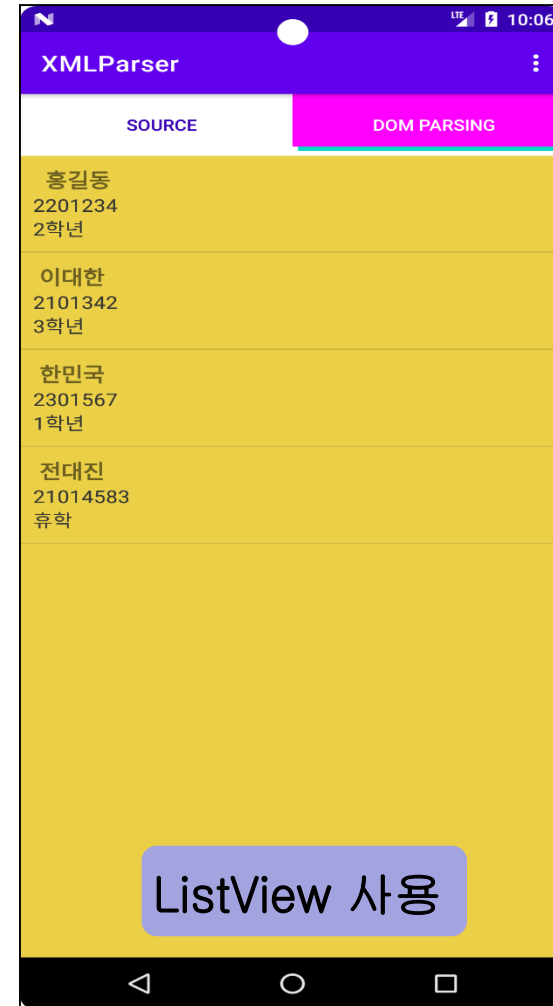 LTE 10:06
XMLParser
SOURCE DOM PARSING
홍길동
2201234
2학년
이대한
2101342
3학년
한민국
2301567
1학년
전대진
21014583
휴학
ListView 사용